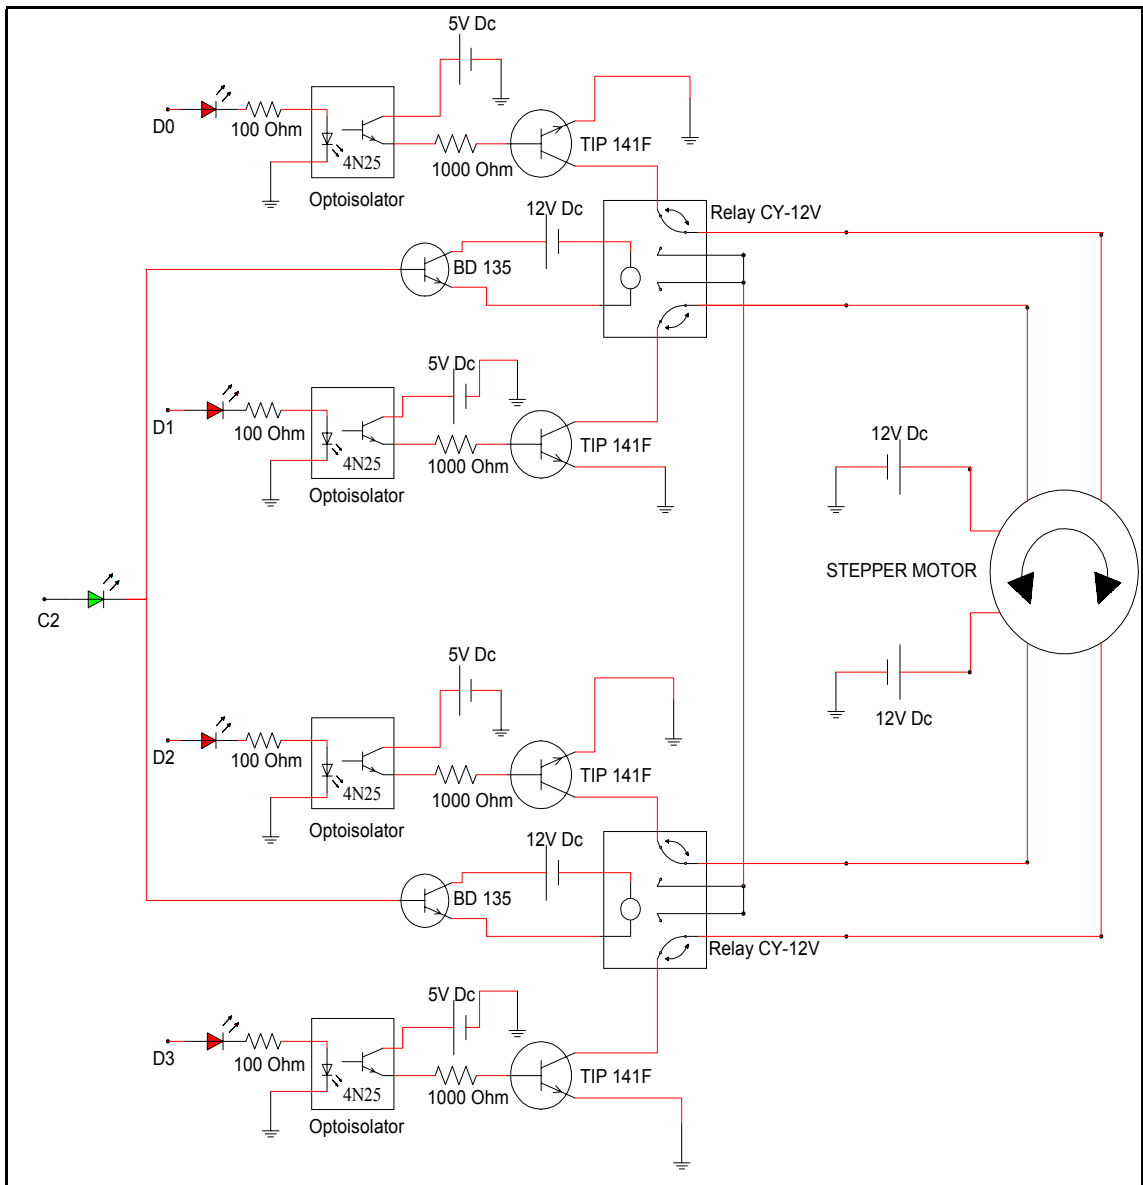 5V Dc
D0
100 Ohm
4N25
Optoisolator
1000 Ohm
TIP 141F
12V Dc
Relay CY-12V
BD 135
5V Dc
D1
100 Ohm
4N25
Optoisolator
1000 Ohm
TIP 141F
12V Dc
STEPPER MOTOR
C2
12V Dc
5V Dc
D2
100 Ohm
4N25
Optoisolator
1000 Ohm
TIP 141F
12V Dc
BD 135
Relay CY-12V
5V Dc
D3
100 Ohm
4N25
Optoisolator
1000 Ohm
TIP 141F